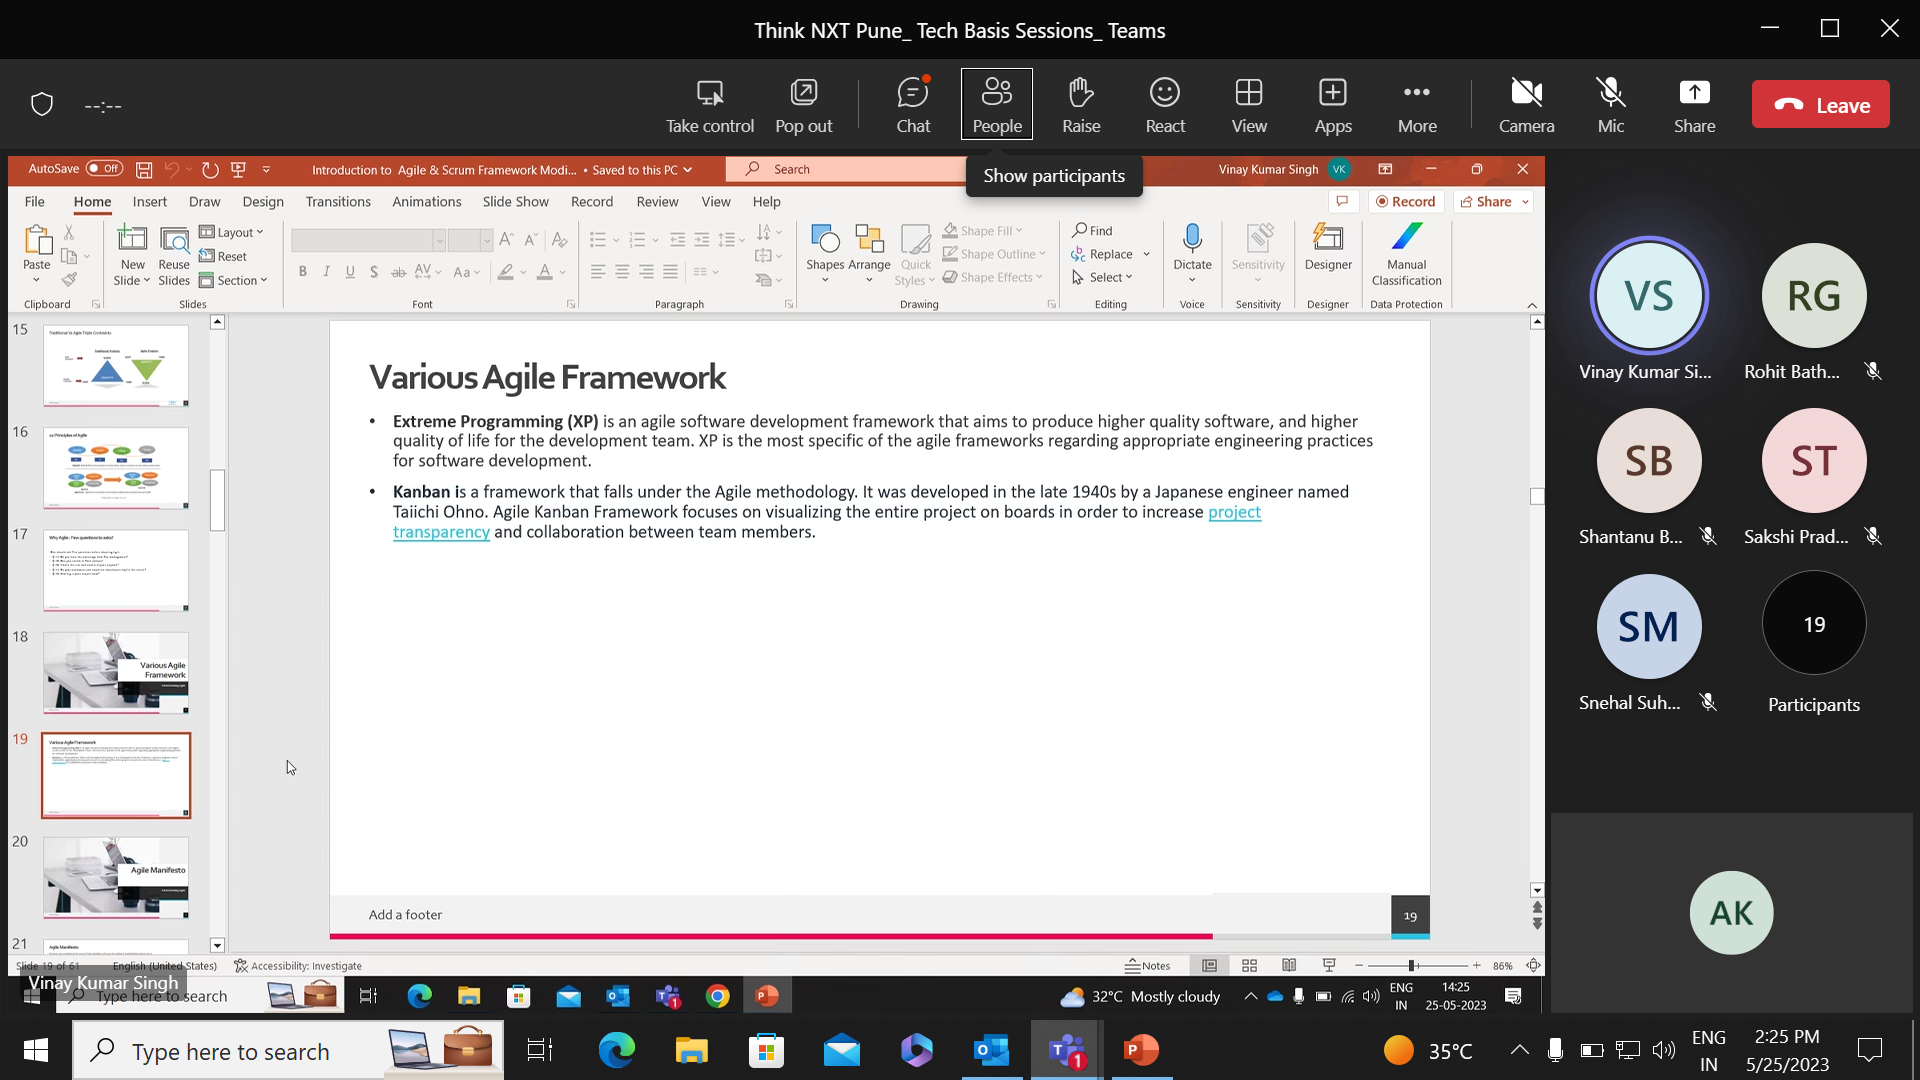 Think NXT Pune_ Tech Basis Sessions_ Teams
--:--
Take control
Pop out
Chat
People
Raise
React
View
Apps
More
Camera
Mic
Share
Leave
Show participants
AutoSave Off
Introduction to Agile & Scrum Framework Modi... • Saved to this PC
Search
Vinay Kumar Singh VK
File Home Insert Draw Design Transitions Animations Slide Show Record Review View Help
Record Share
Paste
Clipboard
New Slide
Reuse Slides
Layout
Reset
Section
Slides
B I U S ab AV Aa A
Font
Paragraph
Shapes Arrange Quick Styles
Shape Fill
Shape Outline
Shape Effects
Drawing
Find
Replace
Select
Editing
Dictate
Voice
Sensitivity
Sensitivity
Designer
Designer
Manual Classification
Data Protection
15
16
17
18
Various Agile
Framework
19
20
Agile Manifesto
21
Agile Manifesto
Various Agile Framework
• Extreme Programming (XP) is an agile software development framework that aims to produce higher quality software, and higher
quality of life for the development team. XP is the most specific of the agile frameworks regarding appropriate engineering practices
for software development.
• Kanban is a framework that falls under the Agile methodology. It was developed in the late 1940s by a Japanese engineer named
Taiichi Ohno. Agile Kanban Framework focuses on visualizing the entire project on boards in order to increase project
transparency and collaboration between team members.
Add a footer
19
Slide 19 of 61
English (United States)
Accessibility: Investigate
Notes
86%
Vinay Kumar Singh
Type here to search
32°C Mostly cloudy
ENG
IN
14:25
25-05-2023
VS
Vinay Kumar Si...
RG
Rohit Bath...
SB
Shantanu B...
ST
Sakshi Prad...
SM
Snehal Suh...
19
Participants
AK
Type here to search
35°C
ENG
IN
2:25 PM
5/25/2023